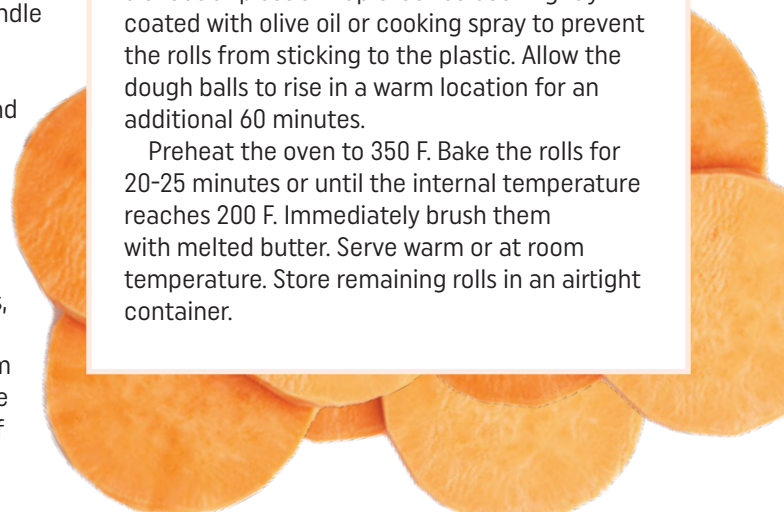 coated with olive oil or cooking spray to prevent
the rolls from sticking to the plastic. Allow the
dough balls to rise in a warm location for an
additional 60 minutes.
Preheat the oven to 350 F. Bake the rolls for
20-25 minutes or until the internal temperature
reaches 200 F. Immediately brush them
with melted butter. Serve warm or at room
temperature. Store remaining rolls in an airtight
container.